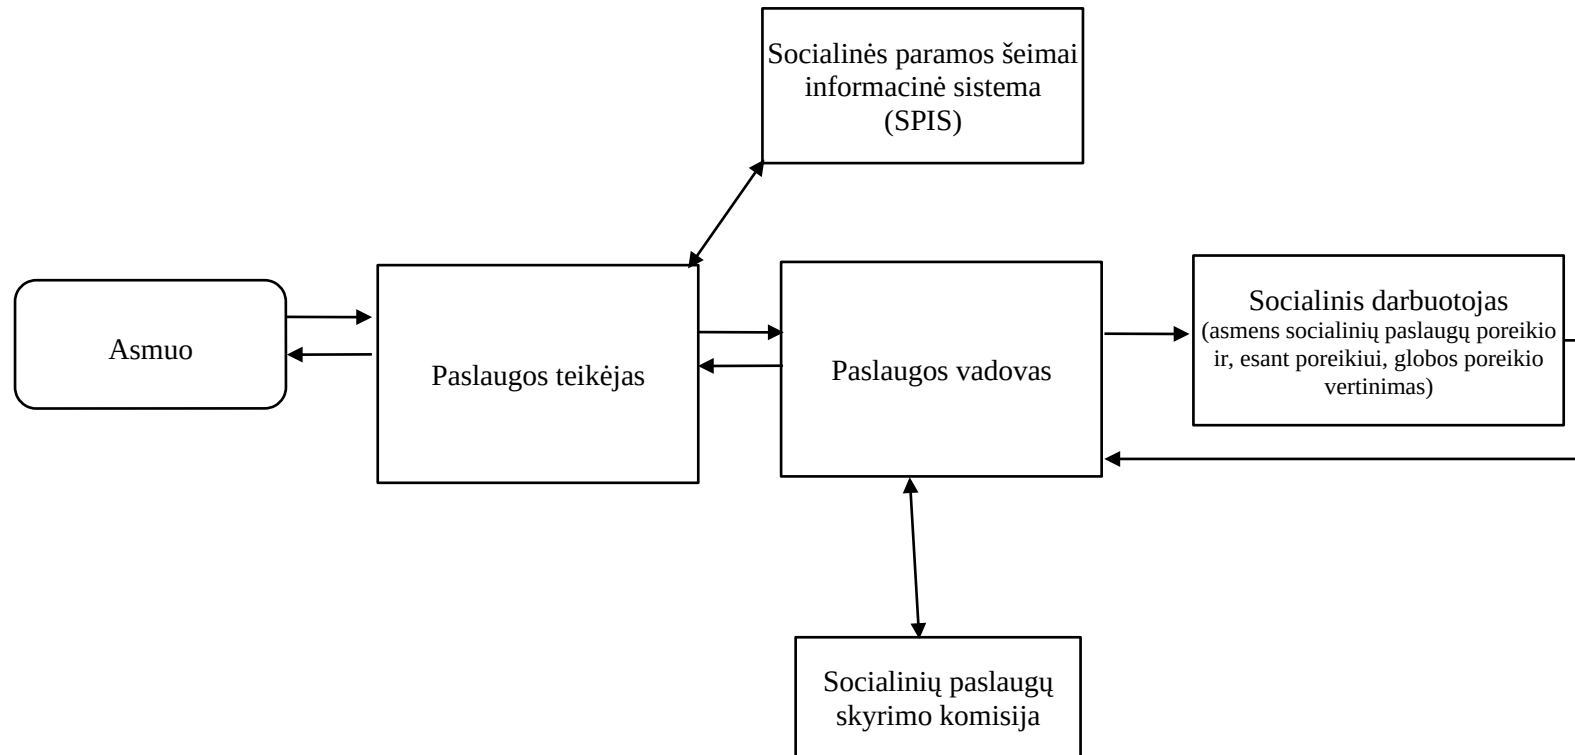 Socialinės paramos šeimai
informacinė sistema
(SPIS)
Asmuo
Paslaugos teikėjas
Paslaugos vadovas
Socialinis darbuotojas
(asmens socialinių paslaugų poreikio
ir, esant poreikiui, globos poreikio
vertinimas)
Socialinių paslaugų
skyrimo komisija